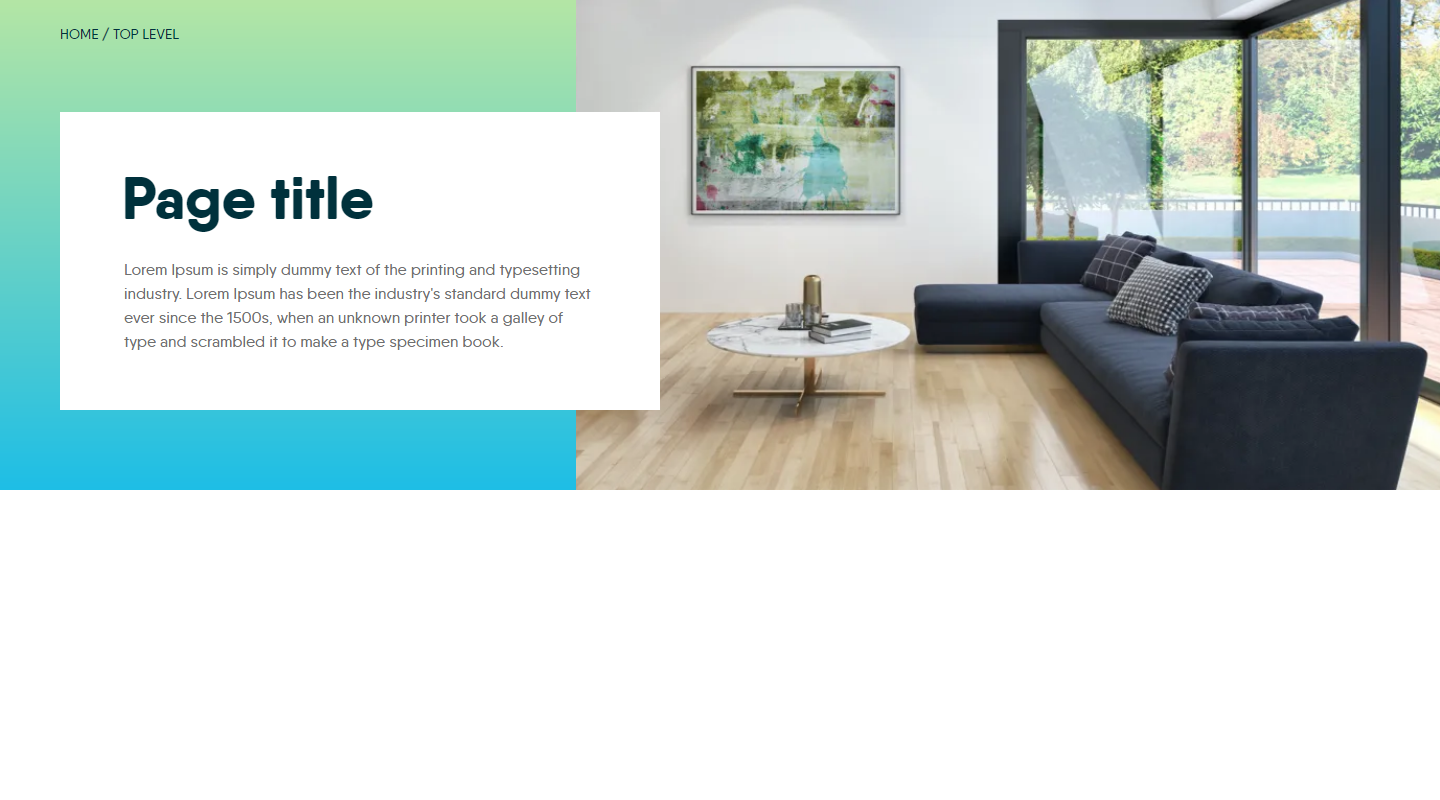 HOME / TOP LEVEL
Page title
Lorem Ipsum is simply dummy text of the printing and typesetting
industry. Lorem Ipsum has been the industry's standard dummy text
ever since the 1500s, when an unknown printer took a galley of
type and scrambled it to make a type specimen book.